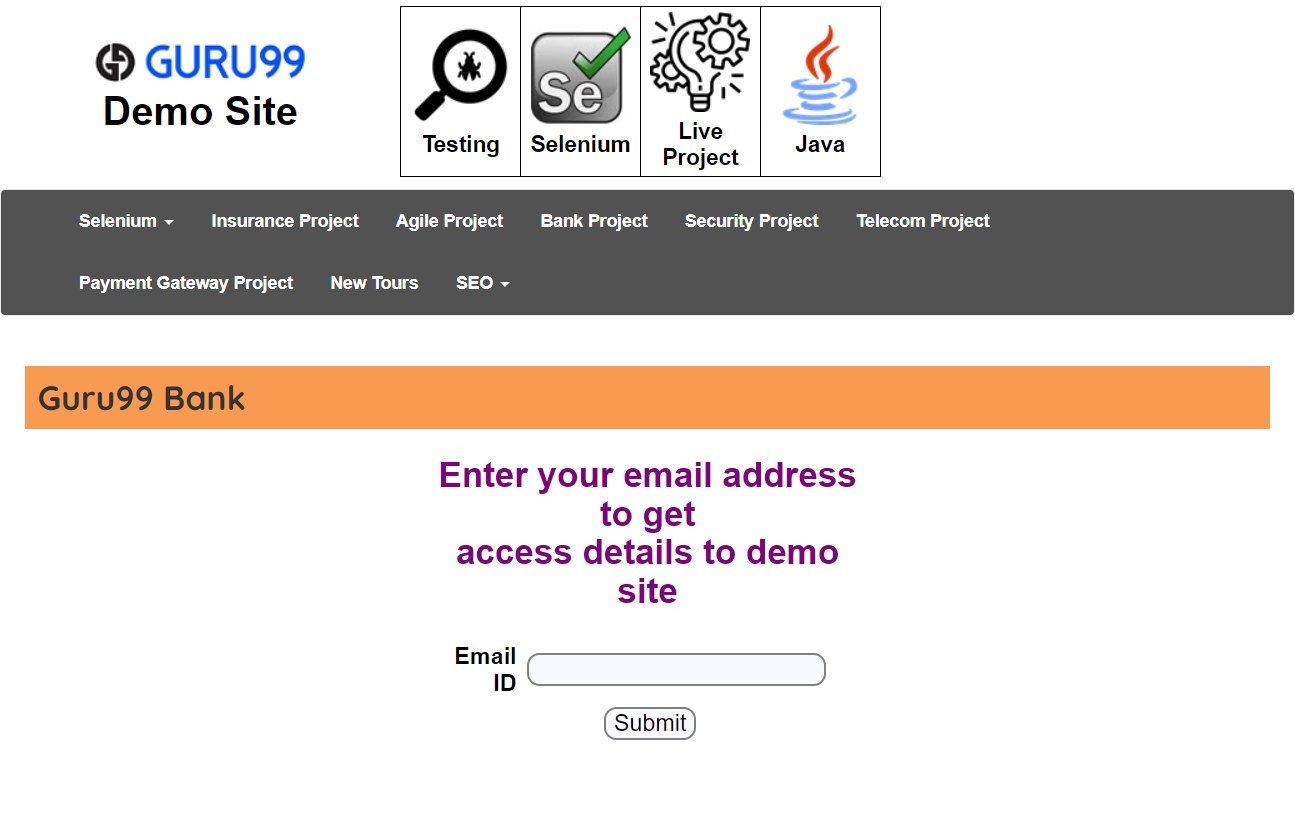 GURU99
Demo Site
Se
Testing
Selenium
Live
Project
Java
Selenium
Insurance Project
Agile Project
Bank Project
Security Project
Telecom Project
Payment Gateway Project
New Tours
SEO
Guru99 Bank
Enter your email address
to get
access details to demo
site
Email
ID
Submit